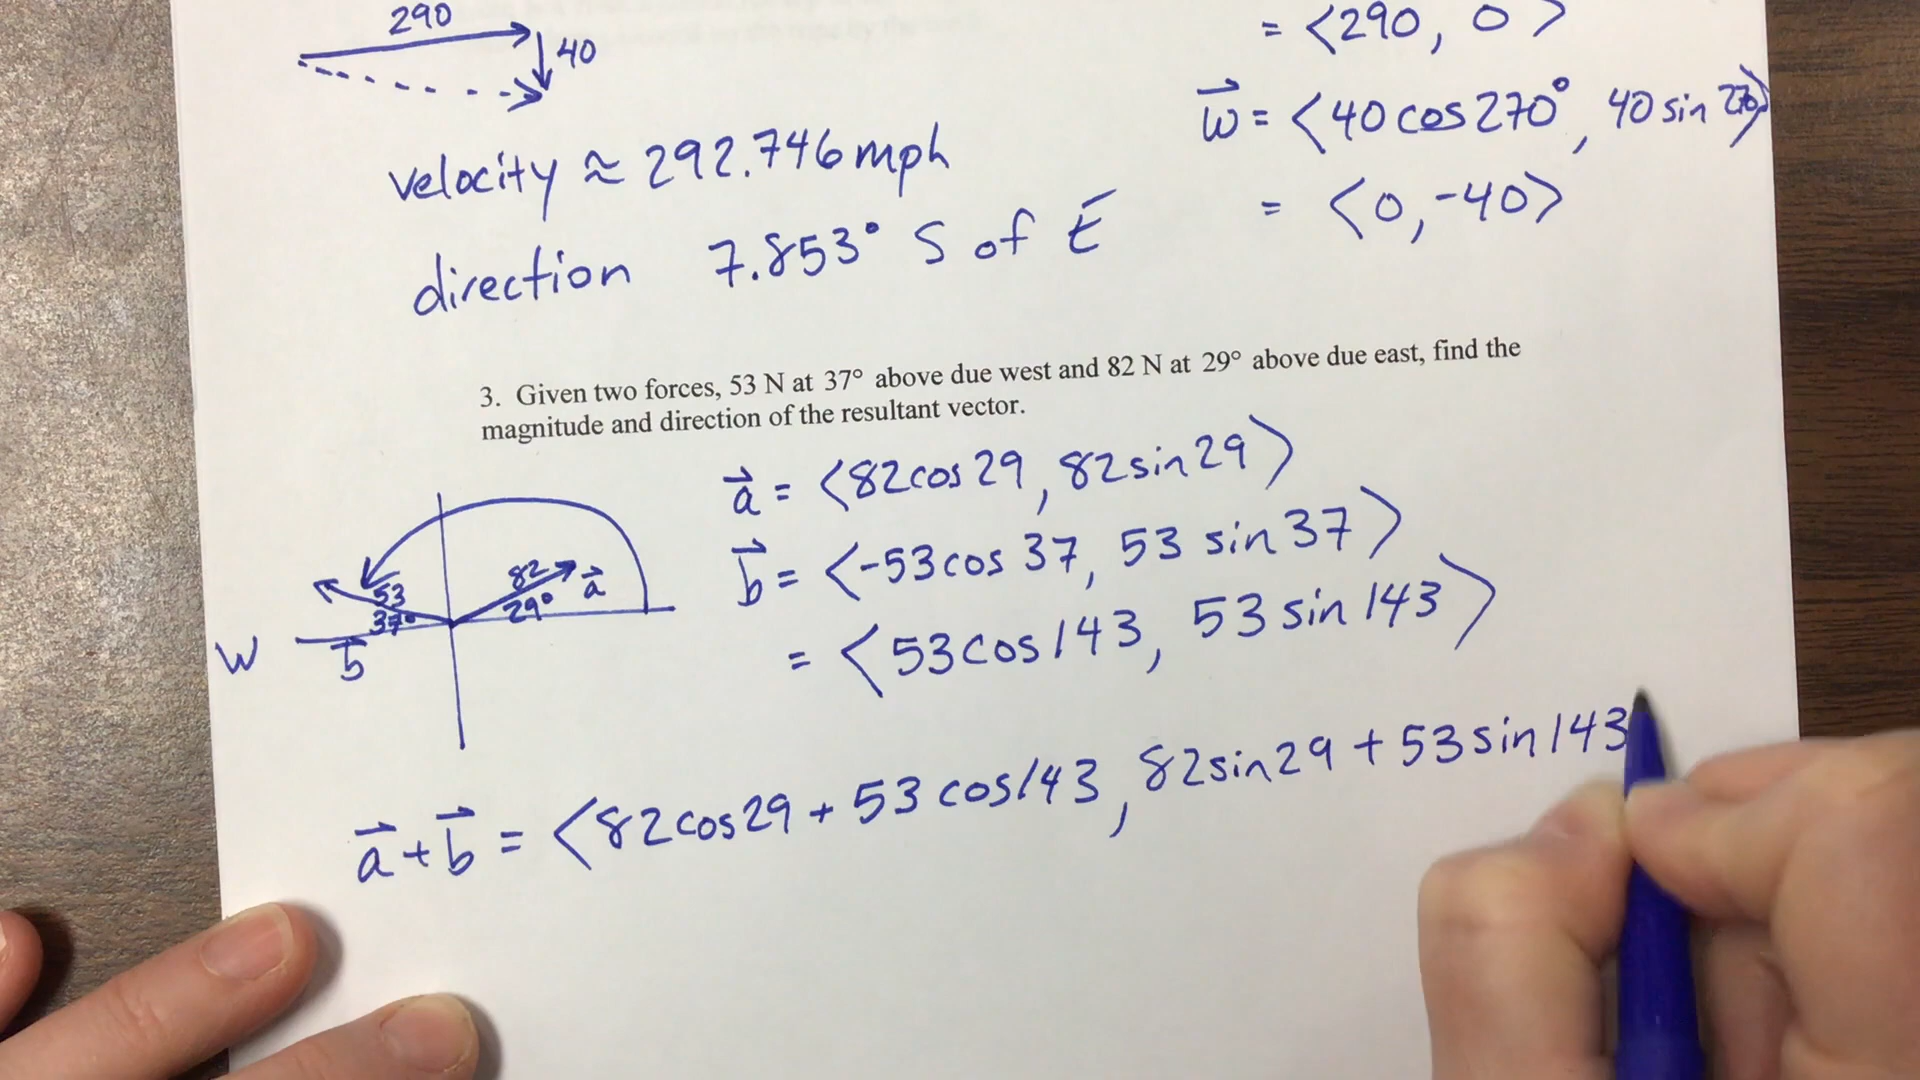 290
40
= <290, 0>
w = <40 cos 270°, 40 sin 270>
= <0, -40>
velocity ≈ 292.746 mph
direction 7.853° S of E
3. Given two forces, 53 N at 37° above due west and 82 N at 29° above due east, find the
magnitude and direction of the resultant vector.
a = <82cos 29, 82sin 29>
b = <-53cos 37, 53 sin 37>
= <53cos 143, 53 sin 143>
53
37°
82
29°
a
W
b
a + b = <82cos29 + 53 cos143, 82sin29 + 53sin143